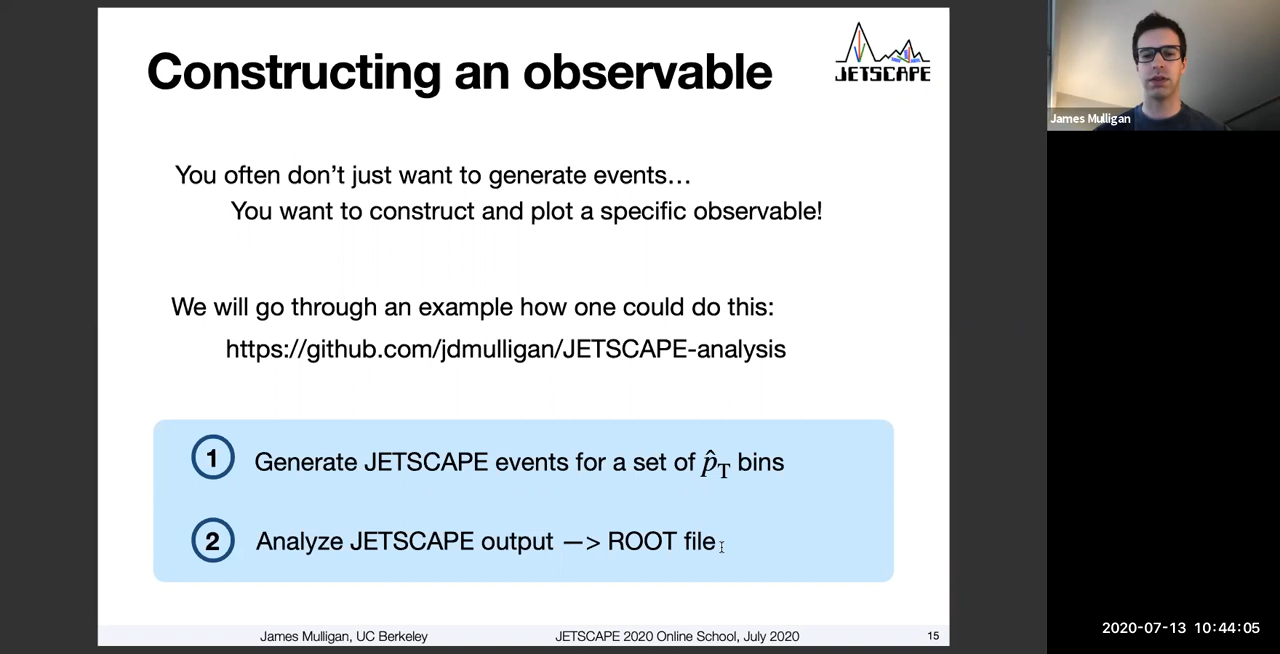 Constructing an observable
JETSCAPE
James Mulligan
You often don’t just want to generate events…
You want to construct and plot a specific observable!
We will go through an example how one could do this:
https://github.com/jdmulligan/JETSCAPE-analysis
1 Generate JETSCAPE events for a set of p̂T bins
2 Analyze JETSCAPE output —> ROOT file
James Mulligan, UC Berkeley JETSCAPE 2020 Online School, July 2020 15
2020-07-13 10:44:05